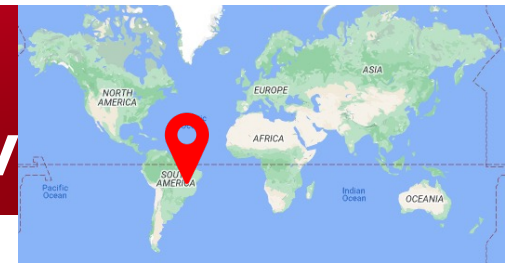 NORTH
AMERICA
EUROPE
ASIA
AFRICA
SOUTH
AMERICA
Pacific
Ocean
Indian
Ocean
OCEANIA